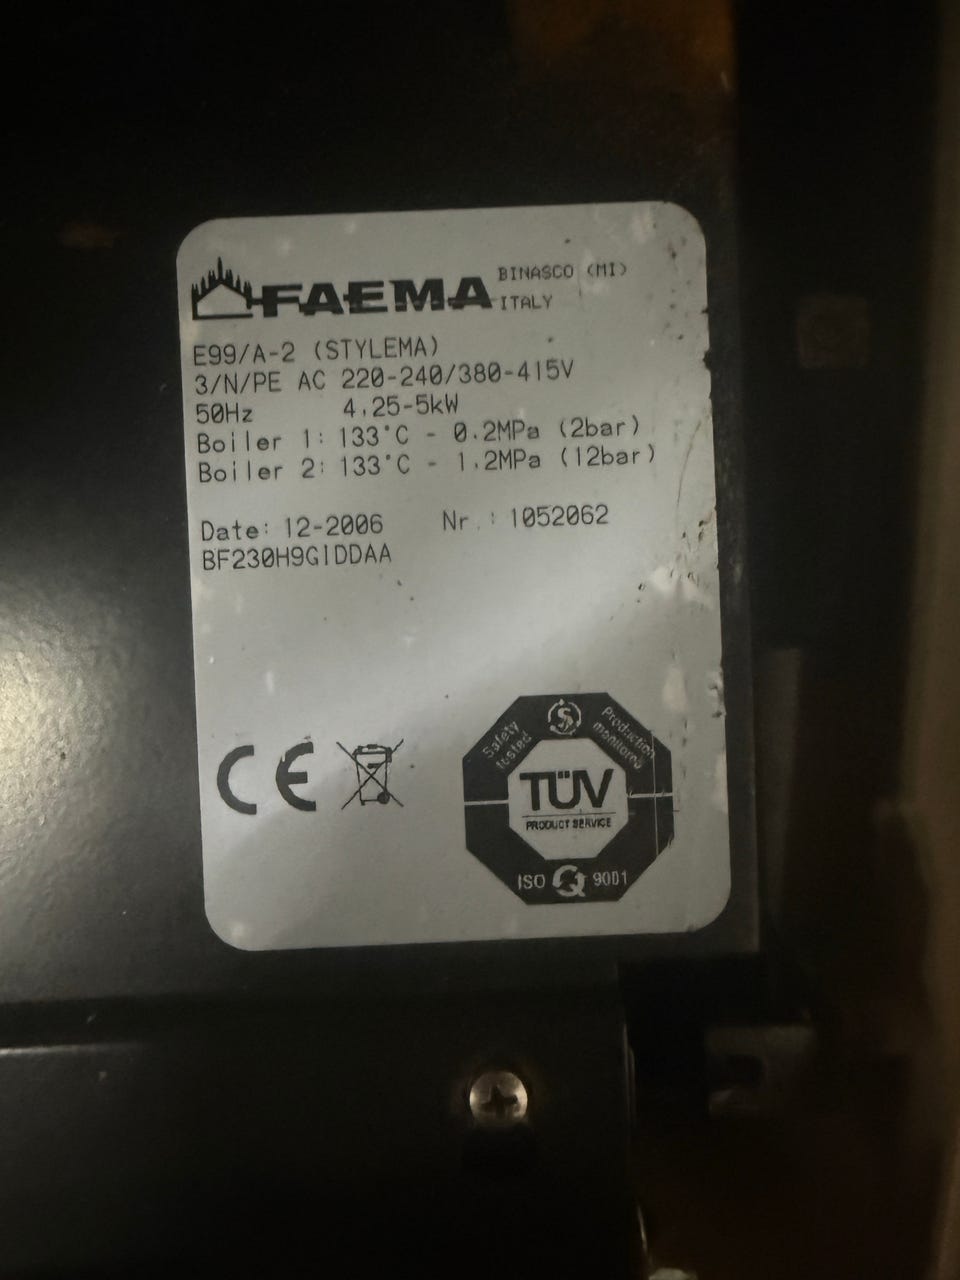 FAEMA BINASCO (MI)
ITALY
E99/A-2 (STYLEMA)
3/N/PE AC 220-240/380-415V
50Hz 4,25-5kW
Boiler 1: 133°C - 0.2MPa (2bar)
Boiler 2: 133°C - 1.2MPa (12bar)
Date: 12-2006 Nr.: 1052062
BF230H9GIDDAA
CE
Safety tested
Production monitored
TÜV
PRODUCT SERVICE
ISO 9001